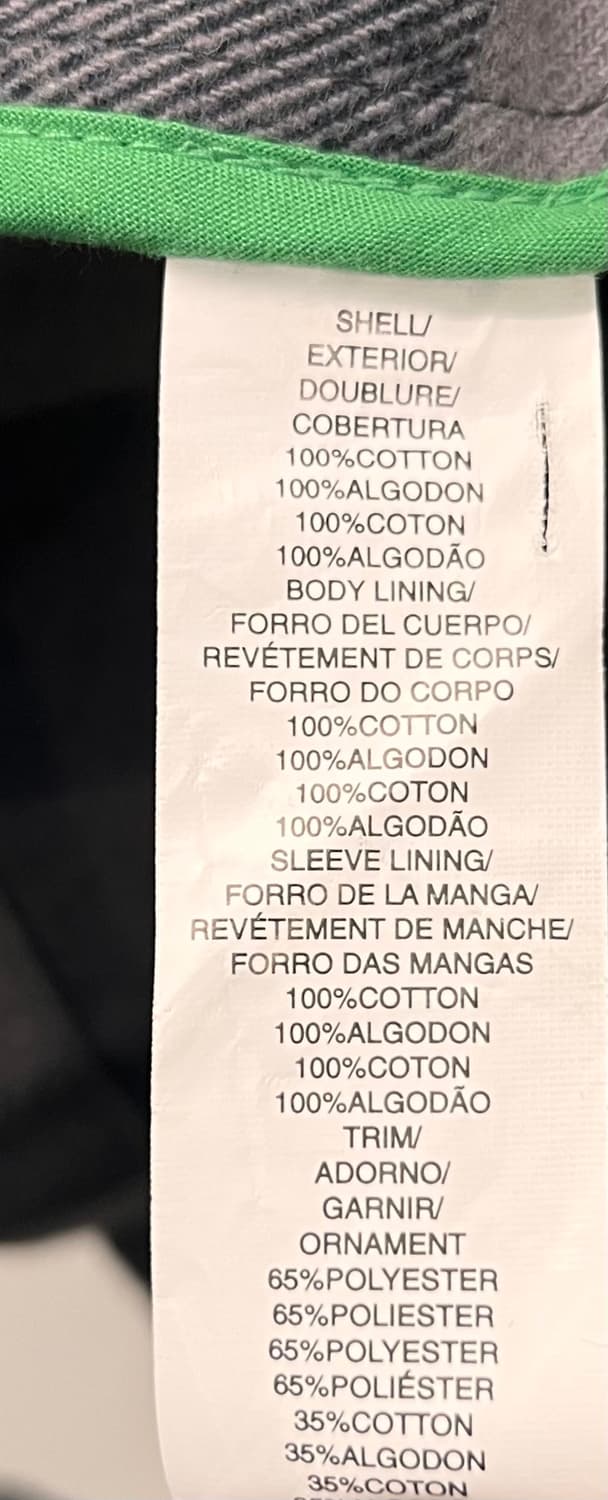 SHELL/
EXTERIOR/
DOUBLURE/
COBERTURA
100%COTTON
100%ALGODON
100%COTON
100%ALGODÃO
BODY LINING/
FORRO DEL CUERPO/
REVÉTEMENT DE CORPS/
FORRO DO CORPO
100%COTTON
100%ALGODON
100%COTON
100%ALGODÃO
SLEEVE LINING/
FORRO DE LA MANGA/
REVÉTEMENT DE MANCHE/
FORRO DAS MANGAS
100%COTTON
100%ALGODON
100%COTON
100%ALGODÃO
TRIM/
ADORNO/
GARNIR/
ORNAMENT
65%POLYESTER
65%POLIESTER
65%POLYESTER
65%POLIÉSTER
35%COTTON
35%ALGODON
35%COTON